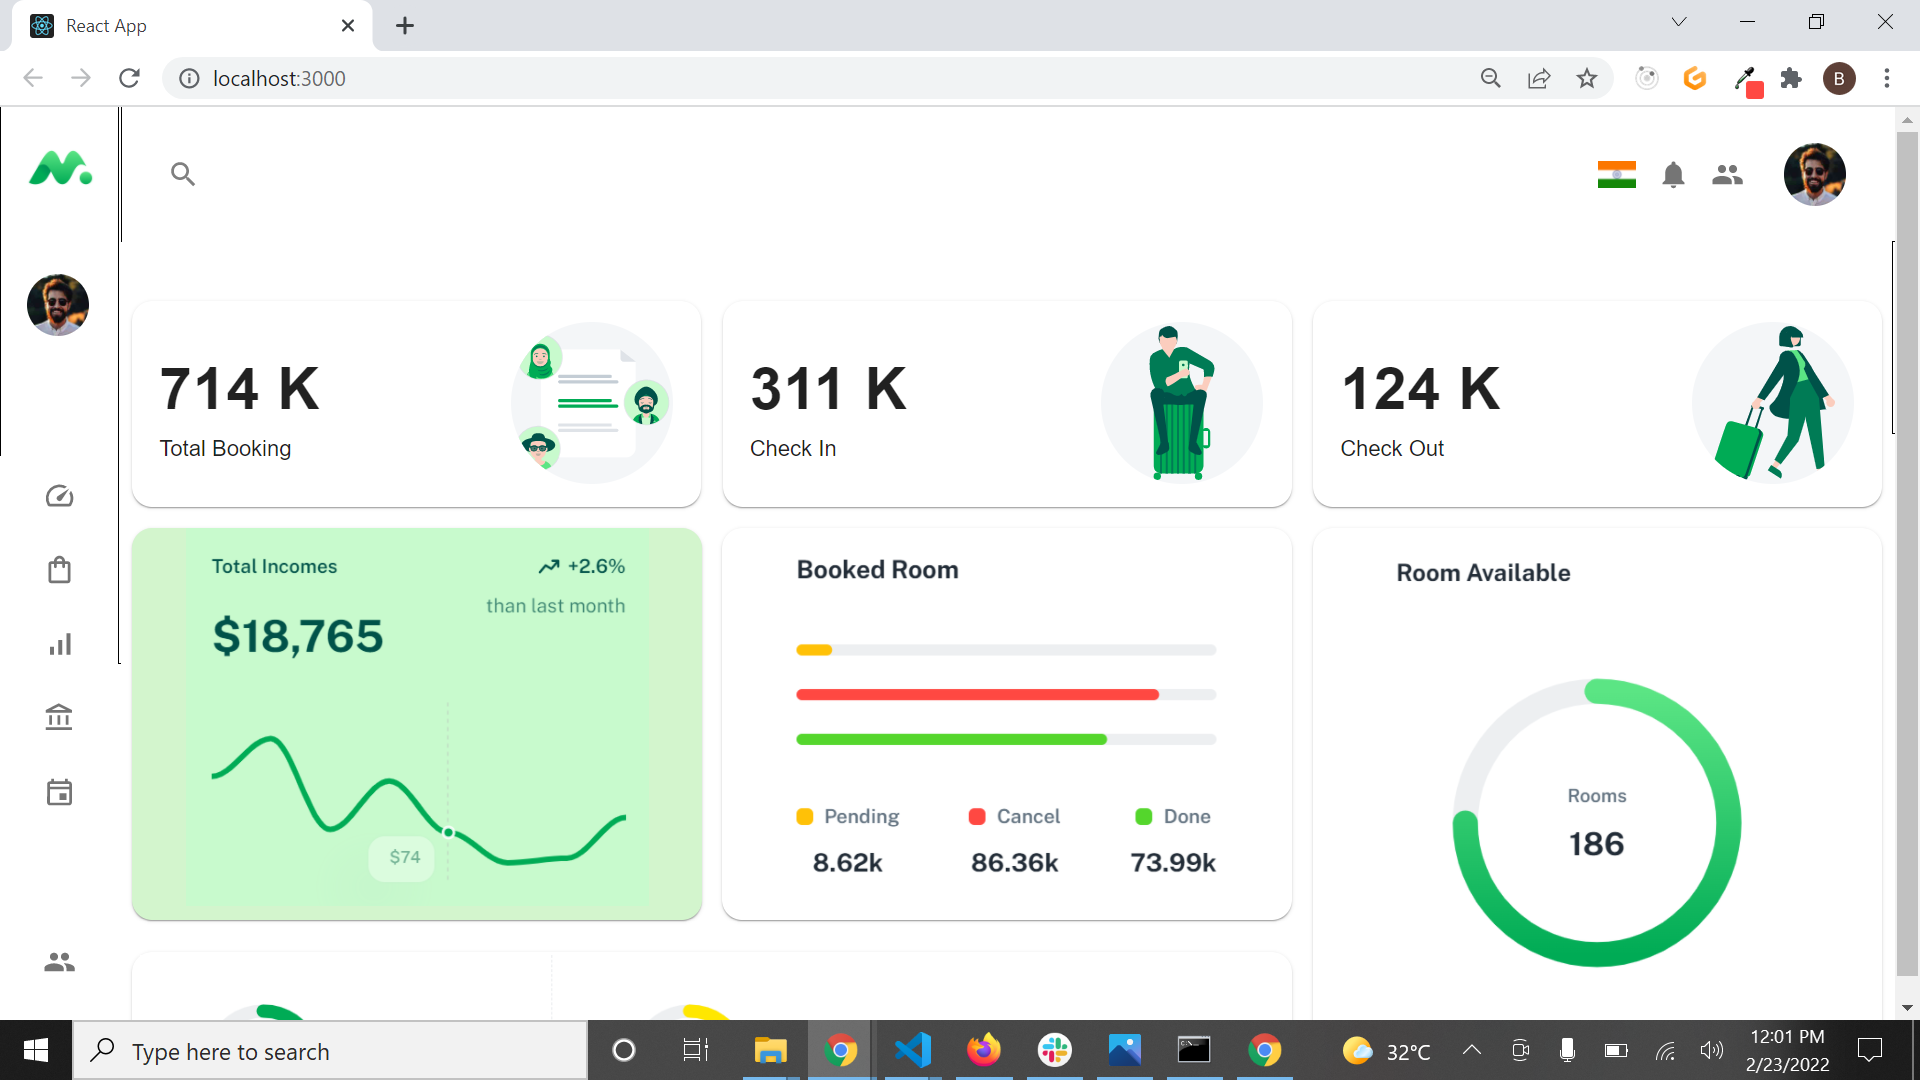 React App
localhost:3000
B
714 K
Total Booking
311 K
Check In
124 K
Check Out
Total Incomes
+2.6%
than last month
$18,765
$74
Booked Room
Pending
Cancel
Done
8.62k
86.36k
73.99k
Room Available
Rooms
186
Type here to search
32°C
12:01 PM
2/23/2022